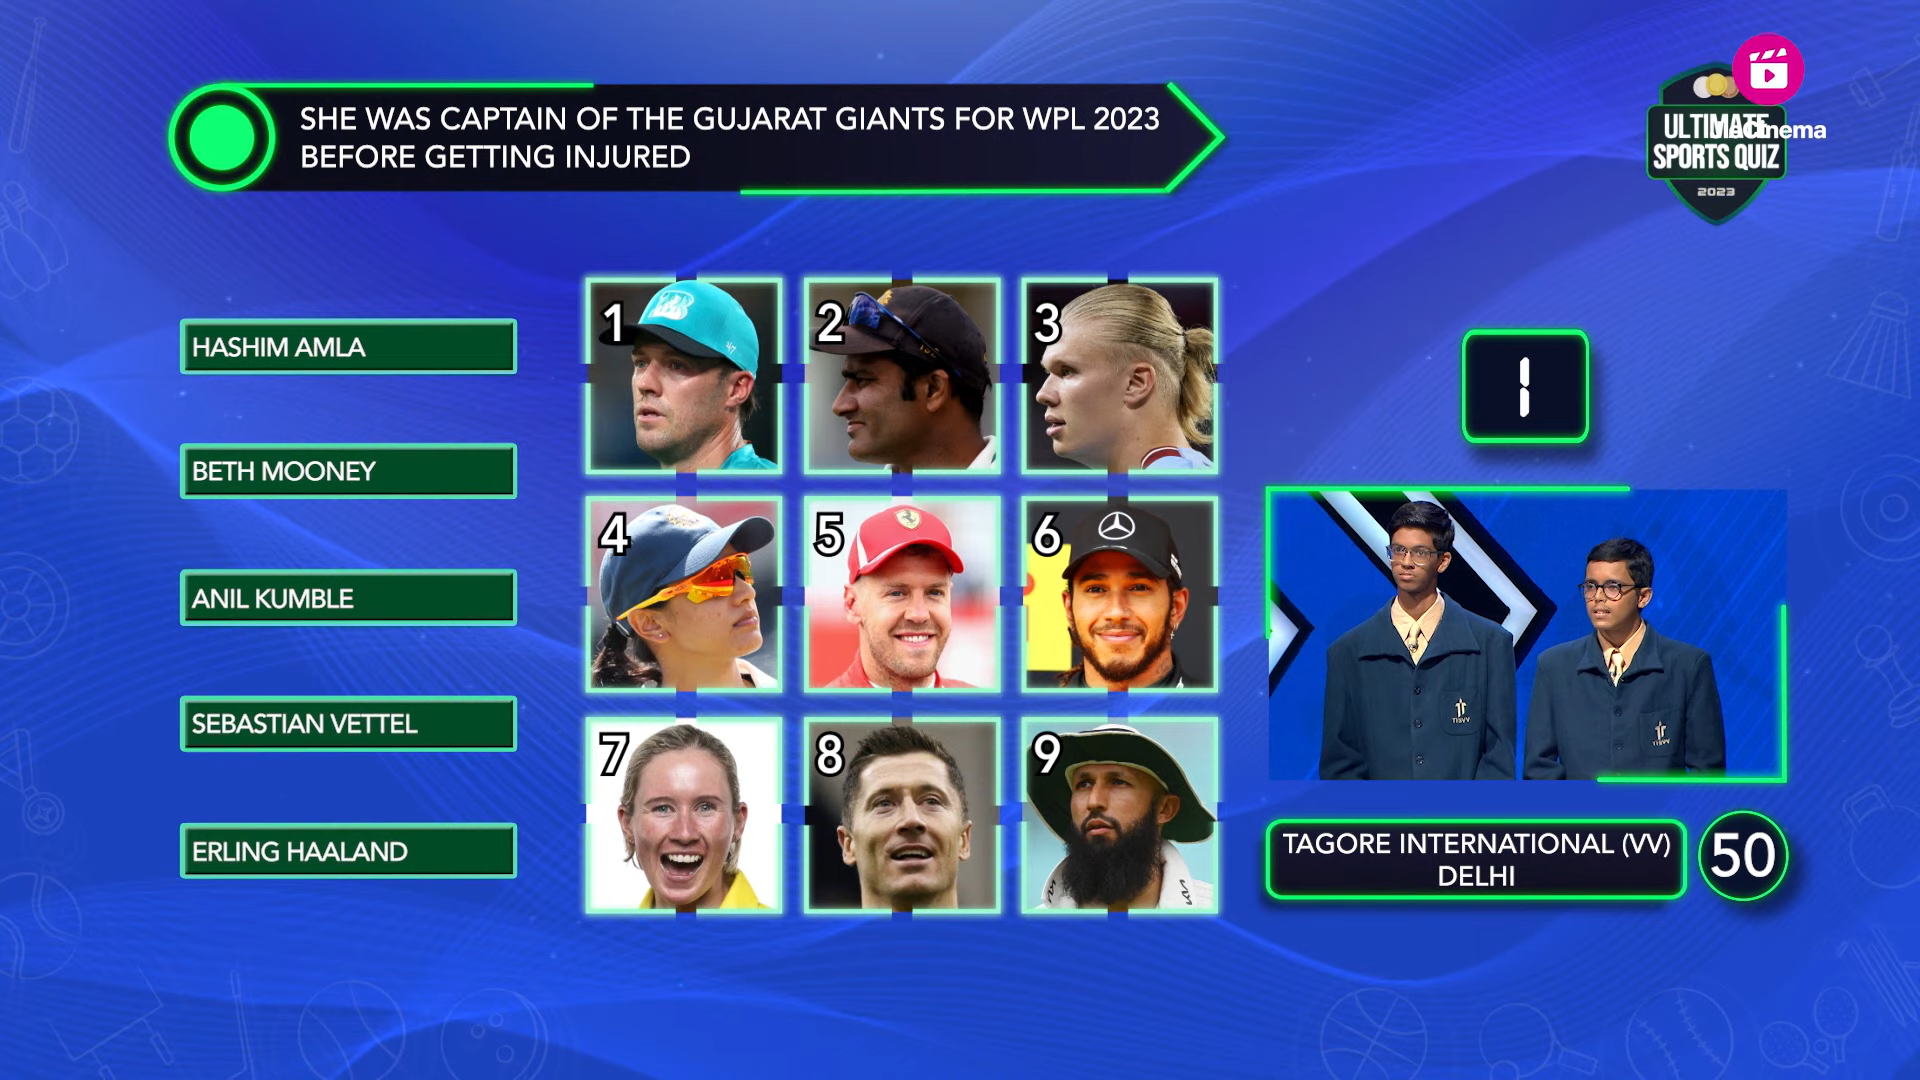 SHE WAS CAPTAIN OF THE GUJARAT GIANTS FOR WPL 2023
BEFORE GETTING INJURED
ULTIMATE
SPORTS QUIZ
2023
HASHIM AMLA
BETH MOONEY
ANIL KUMBLE
SEBASTIAN VETTEL
ERLING HAALAND
1
2
3
4
5
6
7
8
9
1
TISVV
TISVV
TAGORE INTERNATIONAL (VV)
DELHI
50